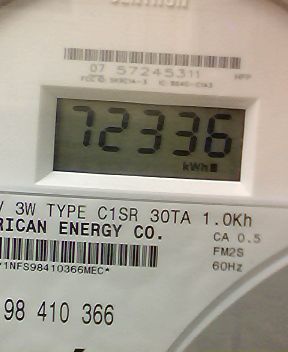 07 57245311
72336
kWh
3W TYPE C1SR 30TA 1.0Kh
RICAN ENERGY CO.
CA 0.5
FM2S
60Hz
98 410 366